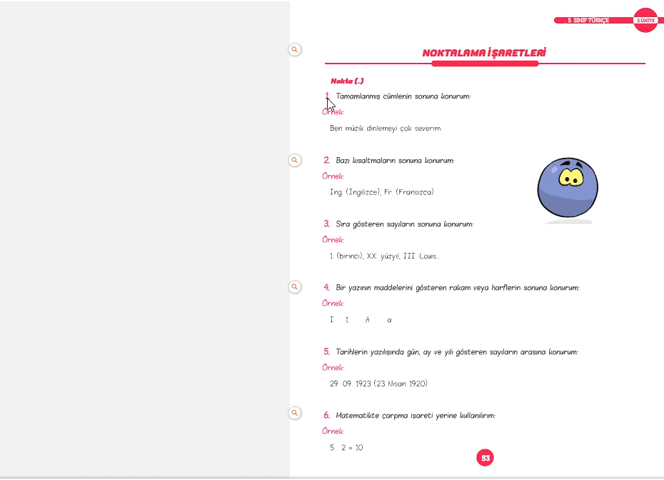 5. SINIF TÜRKÇE
1. ÜNİTE
NOKTALAMA İŞARETLERİ
Nokta (.)
1. Tamamlanmış cümlenin sonuna konurum:
Örnek:
Ben müzik dinlemeyi çok severim.
2. Bazı kısaltmaların sonuna konurum:
Örnek:
İng. (İngilizce), Fr. (Fransızca)
3. Sıra gösteren sayıların sonuna konurum:
Örnek:
1. (birinci), XX. yüzyıl, III. Louis...
4. Bir yazının maddelerini gösteren rakam veya harflerin sonuna konurum:
Örnek:
I. 1. A. a.
5. Tarihlerin yazılışında gün, ay ve yılı gösteren sayıların arasına konurum:
Örnek:
29. 09. 1923 (23 Nisan 1920)
6. Matematikte çarpma işareti yerine kullanılırım:
Örnek:
5 . 2 = 10
53